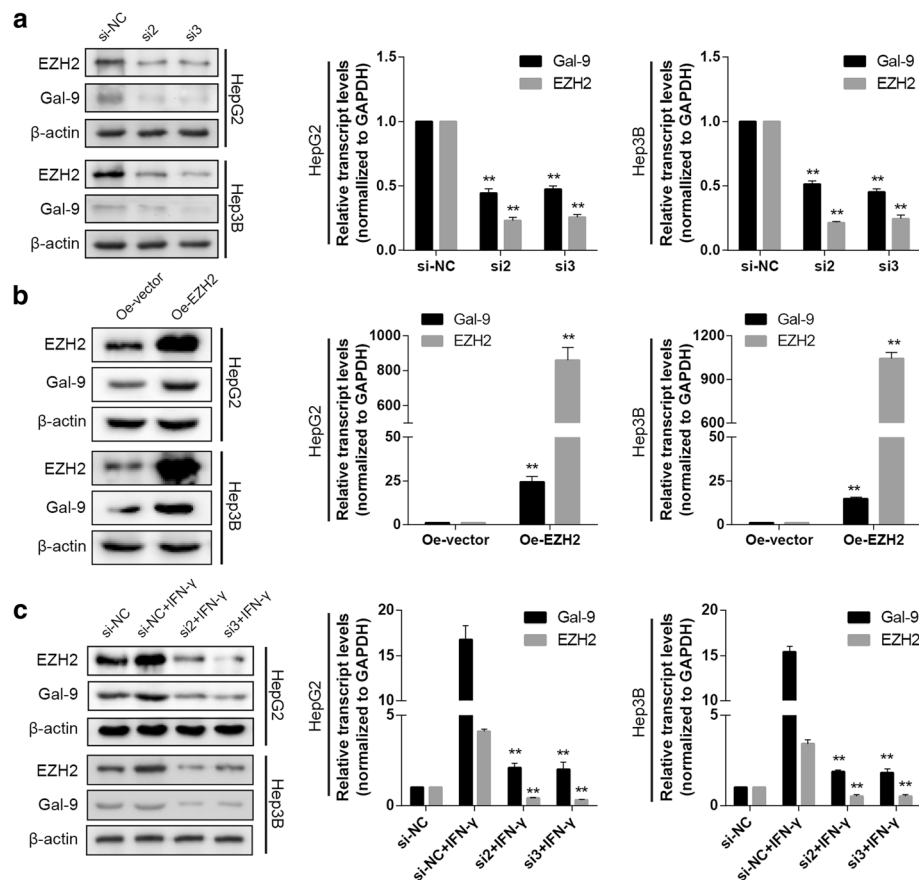 a
si-NC si2 si3
EZH2
Gal-9
β-actin
HepG2
EZH2
Gal-9
β-actin
Hep3B
HepG2
Relative transcript levels
(normalized to GAPDH)
1.5
1.0
0.5
0.0
Gal-9
EZH2
** ** ** **
si-NC si2 si3
Hep3B
Relative transcript levels
(normalized to GAPDH)
1.5
1.0
0.5
0.0
Gal-9
EZH2
** ** ** **
si-NC si2 si3
b
Oe-vector Oe-EZH2
EZH2
Gal-9
β-actin
HepG2
EZH2
Gal-9
β-actin
Hep3B
HepG2
Relative transcript levels
(normalized to GAPDH)
1000
800
600
400
200
50
25
0
Gal-9
EZH2
** **
Oe-vector Oe-EZH2
Hep3B
Relative transcript levels
(normalized to GAPDH)
1200
900
600
300
50
25
0
Gal-9
EZH2
** **
Oe-vector Oe-EZH2
c
si-NC si-NC+IFN-γ si2+IFN-γ si3+IFN-γ
EZH2
Gal-9
β-actin
HepG2
EZH2
Gal-9
β-actin
Hep3B
HepG2
Relative transcript levels
(normalized to GAPDH)
20
15
10
5
0
Gal-9
EZH2
** ** ** **
si-NC si-NC+IFN-γ si2+IFN-γ si3+IFN-γ
Hep3B
Relative transcript levels
(normalized to GAPDH)
20
15
10
5
0
Gal-9
EZH2
** ** ** **
si-NC si-NC+IFN-γ si2+IFN-γ si3+IFN-γ